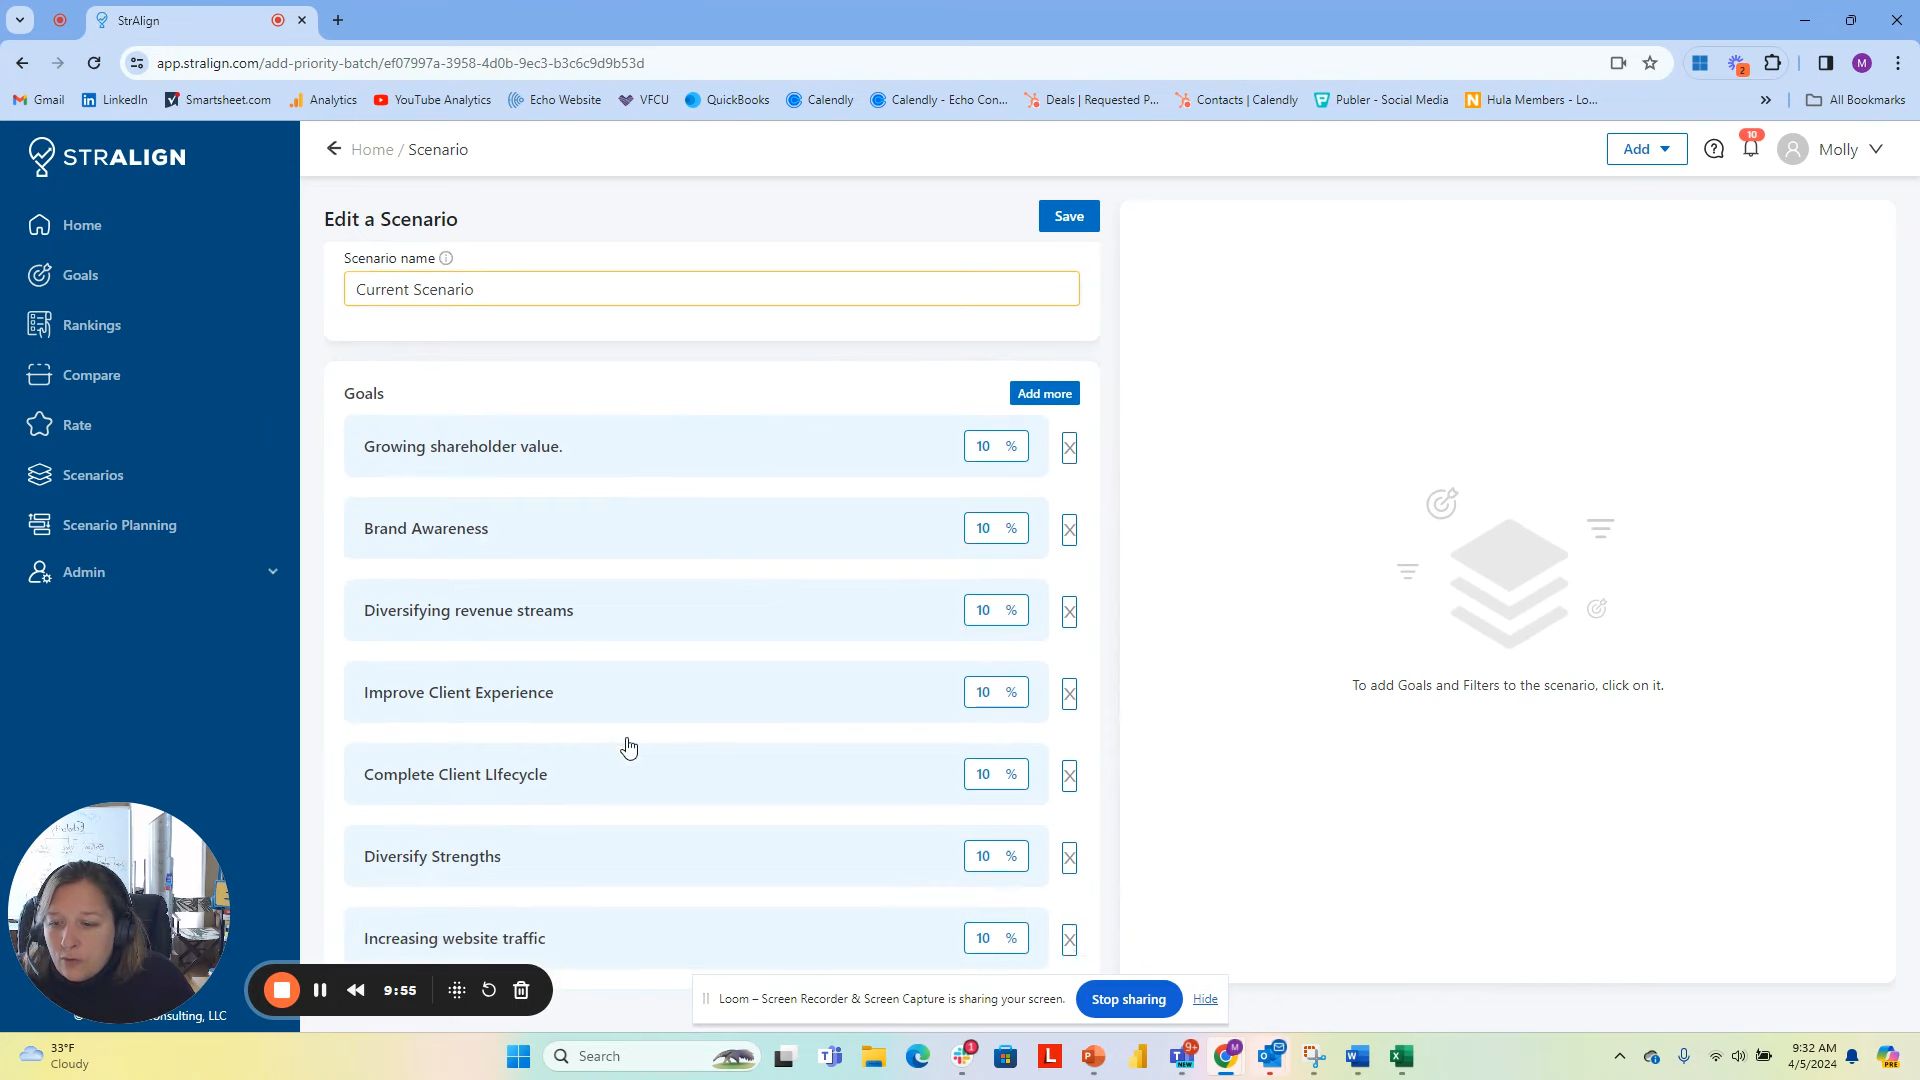 StrAlign
app.stralign.com/add-priority-batch/ef07997a-3958-4d0b-9ec3-b3c6c9d9b53d
2
M
Gmail
LinkedIn
Smartsheet.com
Analytics
YouTube Analytics
Echo Website
VFCU
QuickBooks
Calendly
Calendly - Echo Con...
Deals | Requested P...
Contacts | Calendly
Publer - Social Media
Hula Members - Lo...
All Bookmarks
STRALIGN
Home / Scenario
Add
10
Molly
Home
Goals
Rankings
Compare
Rate
Scenarios
Scenario Planning
Admin
Edit a Scenario
Save
Scenario name
Current Scenario
Goals
Add more
Growing shareholder value.
10 %
X
Brand Awareness
10 %
X
Diversifying revenue streams
10 %
X
Improve Client Experience
10 %
X
Complete Client LIfecycle
10 %
X
Diversify Strengths
10 %
X
Increasing website traffic
10 %
X
To add Goals and Filters to the scenario, click on it.
9:55
Loom – Screen Recorder & Screen Capture is sharing your screen.
Stop sharing
Hide
onsulting, LLC
33°F
Cloudy
Search
1
9+
9:32 AM
4/5/2024